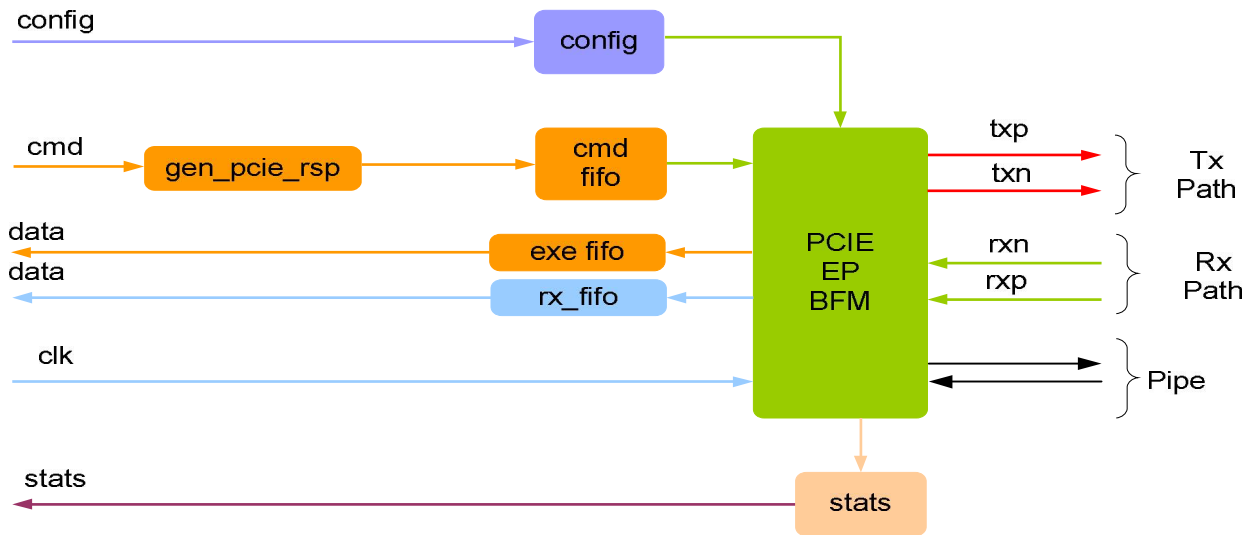 config
config
cmd
gen_pcie_rsp
cmd
fifo
txp
txn
Tx
Path
data
exe fifo
data
rx_fifo
PCIE
EP
BFM
rxn
rxp
Rx
Path
clk
Pipe
stats
stats